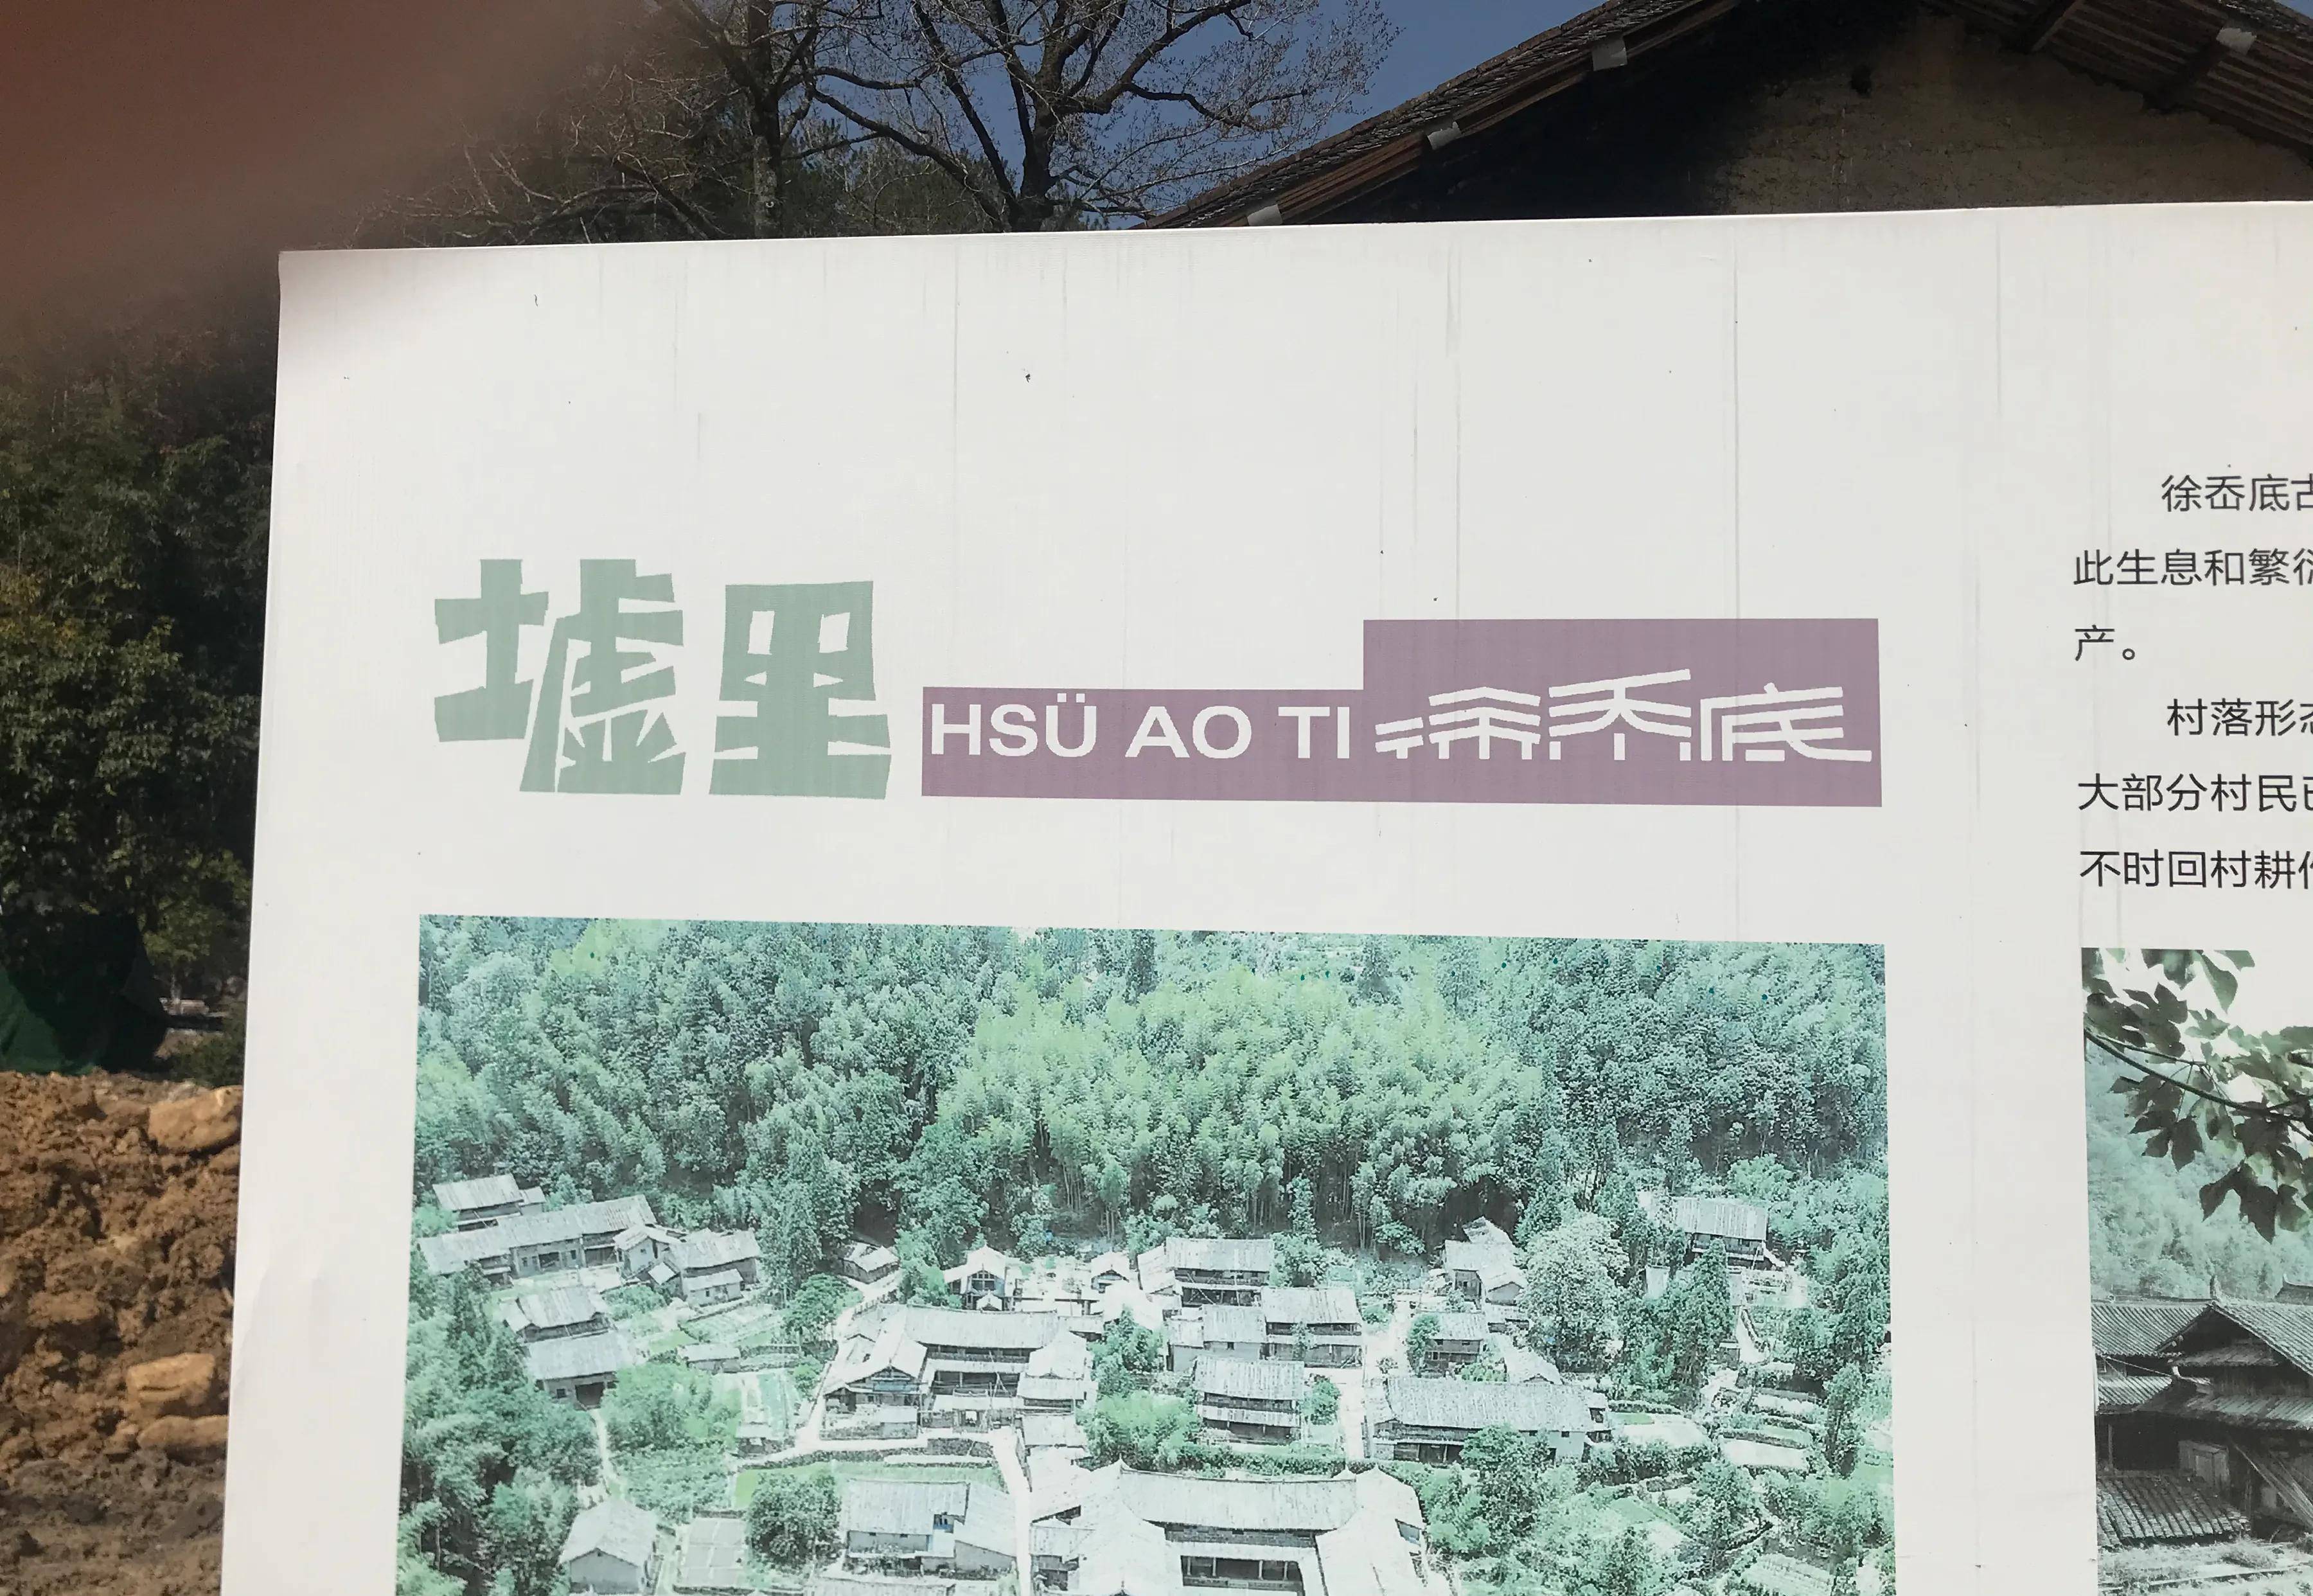 墟里 HSÜ AO TI 徐岙底
徐岙底古
此生息和繁衍
产。
村落形态
大部分村民已
不时回村耕作